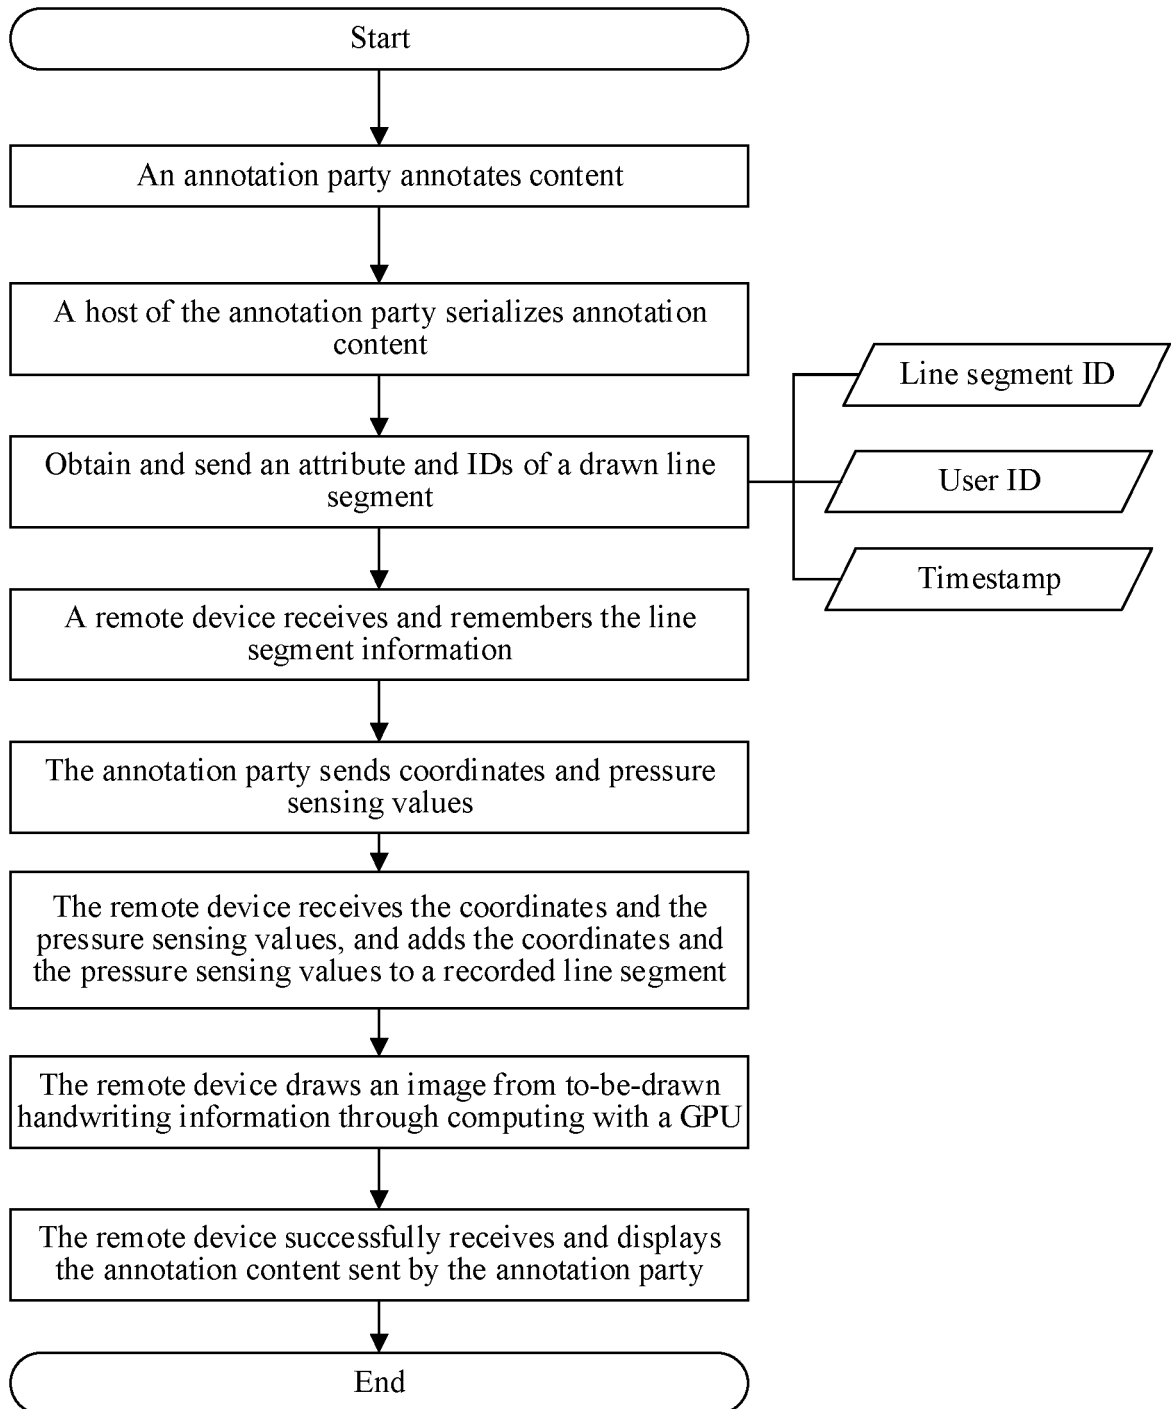 Start
An annotation party annotates content
A host of the annotation party serializes annotation
content
Obtain and send an attribute and IDs of a drawn line
segment
Line segment ID
User ID
Timestamp
A remote device receives and remembers the line
segment information
The annotation party sends coordinates and pressure
sensing values
The remote device receives the coordinates and the
pressure sensing values, and adds the coordinates and
the pressure sensing values to a recorded line segment
The remote device draws an image from to-be-drawn
handwriting information through computing with a GPU
The remote device successfully receives and displays
the annotation content sent by the annotation party
End